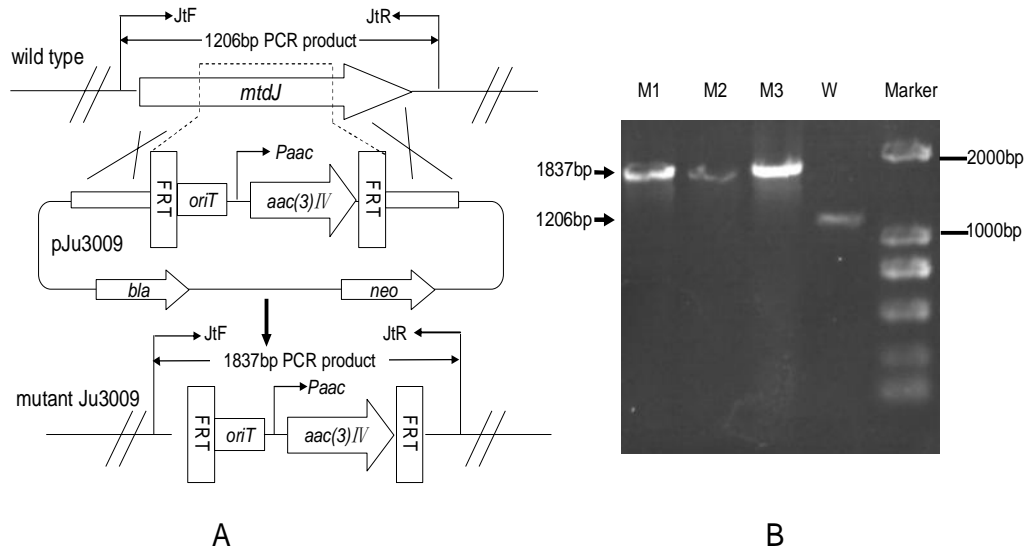 JtF
JtR
1206bp PCR product
wild type
mtdJ
Paac
FRT
oriT
aac(3)IV
FRT
pJu3009
bla
neo
JtF
JtR
1837bp PCR product
Paac
mutant Ju3009
FRT
oriT
aac(3)IV
FRT
A
M1 M2 M3 W Marker
1837bp
2000bp
1206bp
1000bp
B